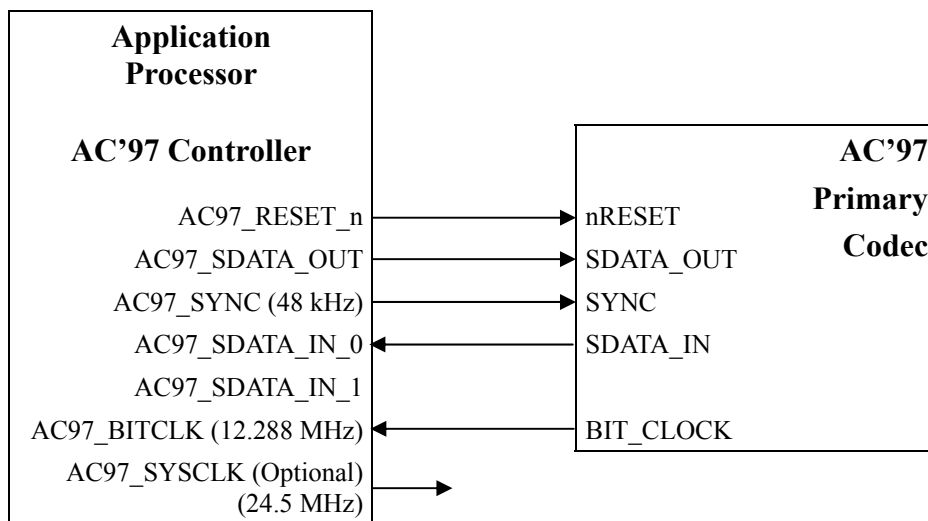 Application
Processor
AC’97 Controller
AC97_RESET_n
AC97_SDATA_OUT
AC97_SYNC (48 kHz)
AC97_SDATA_IN_0
AC97_SDATA_IN_1
AC97_BITCLK (12.288 MHz)
AC97_SYSCLK (Optional)
(24.5 MHz)
AC’97
Primary
Codec
nRESET
SDATA_OUT
SYNC
SDATA_IN
BIT_CLOCK